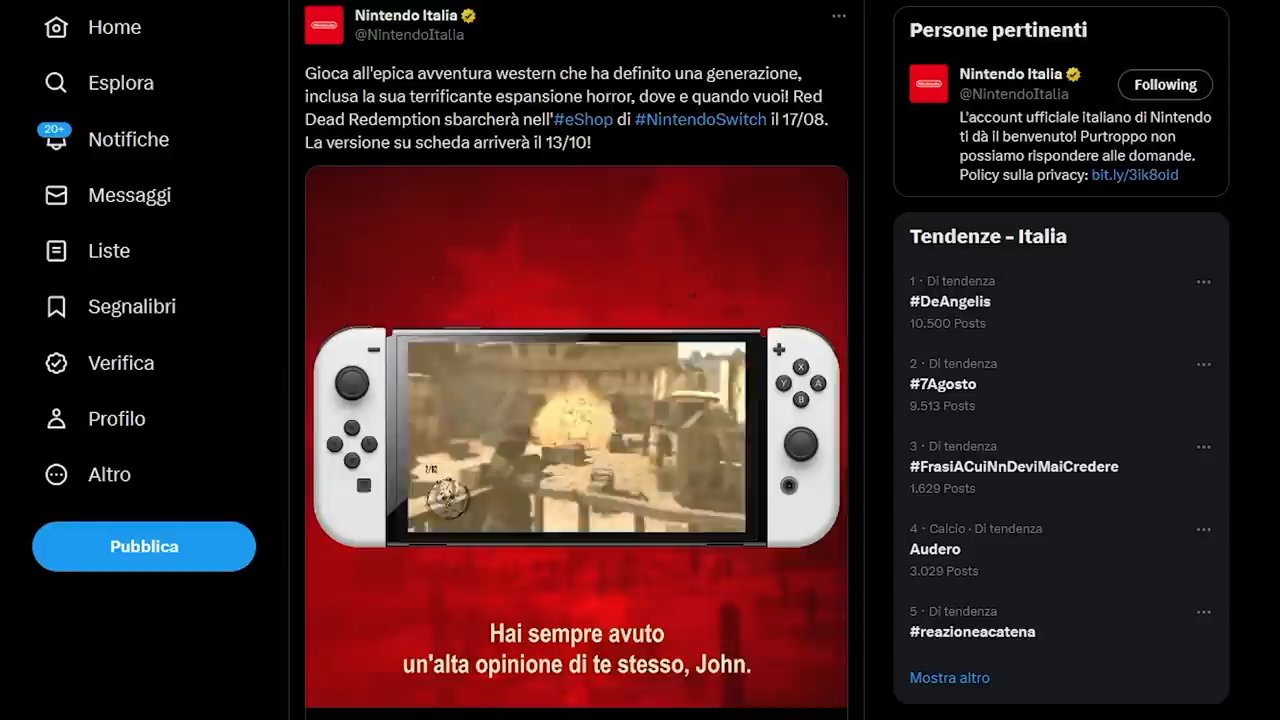 Home
Esplora
20+
Notifiche
Messaggi
Liste
Segnalibri
Verifica
Profilo
Altro
Pubblica
Nintendo Italia
@NintendoItalia
Gioca all'epica avventura western che ha definito una generazione,
inclusa la sua terrificante espansione horror, dove e quando vuoi! Red
Dead Redemption sbarcherà nell'#eShop di #NintendoSwitch il 17/08.
La versione su scheda arriverà il 13/10!
X
Y
A
B
7/12
Hai sempre avuto
un'alta opinione di te stesso, John.
Persone pertinenti
Nintendo Italia
@NintendoItalia
Following
L'account ufficiale italiano di Nintendo
ti dà il benvenuto! Purtroppo non
possiamo rispondere alle domande.
Policy sulla privacy: bit.ly/3ik8old
Tendenze - Italia
1 · Di tendenza
#DeAngelis
10.500 Posts
2 · Di tendenza
#7Agosto
9.513 Posts
3 · Di tendenza
#FrasiACuiNnDeviMaiCredere
1.629 Posts
4 · Calcio · Di tendenza
Audero
3.029 Posts
5 · Di tendenza
#reazioneacatena
Mostra altro